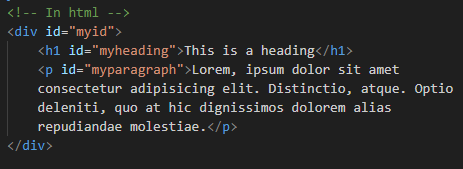 <!-- In html -->
<div id="myid">
    <h1 id="myheading">This is a heading</h1>
    <p id="myparagraph">Lorem, ipsum dolor sit amet
    consectetur adipisicing elit. Distinctio, atque. Optio
    deleniti, quo at hic dignissimos dolorem alias
    repudiandae molestiae.</p>
</div>